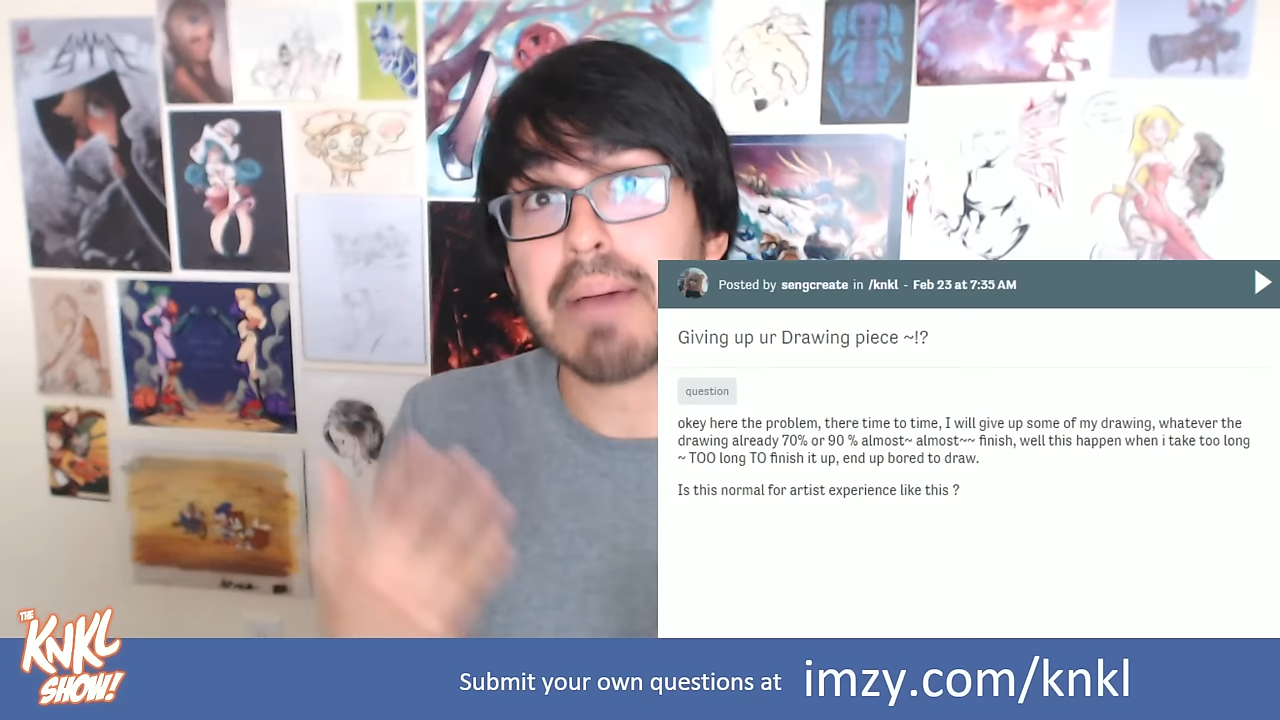 Posted by sengcreate in /knkl - Feb 23 at 7:35 AM
Giving up ur Drawing piece ~!?
question
okey here the problem, there time to time, I will give up some of my drawing, whatever the
drawing already 70% or 90 % almost~ almost~~ finish, well this happen when i take too long
~ TOO long TO finish it up, end up bored to draw.
Is this normal for artist experience like this ?
THE
KNKL
SHOW!
Submit your own questions at imzy.com/knkl